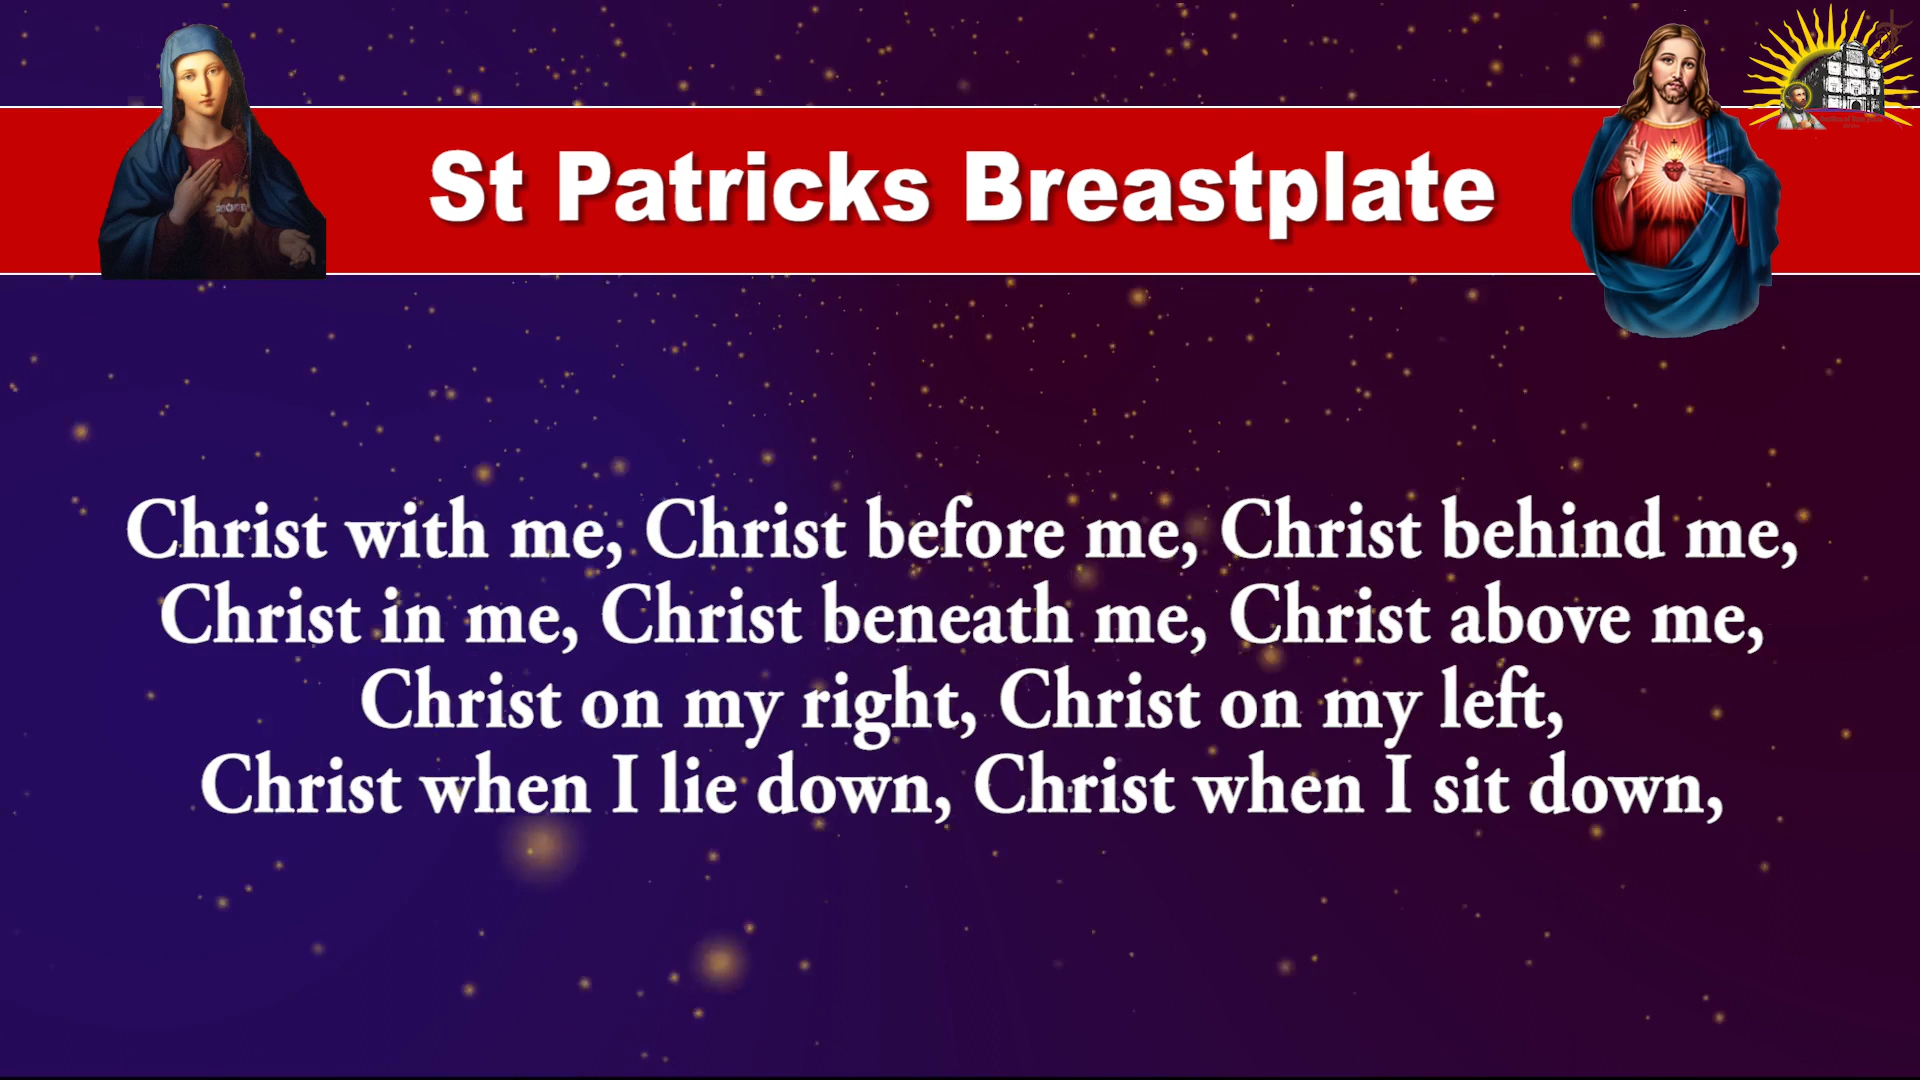 St Patricks Breastplate
Christ with me, Christ before me, Christ behind me,
Christ in me, Christ beneath me, Christ above me,
Christ on my right, Christ on my left,
Christ when I lie down, Christ when I sit down,